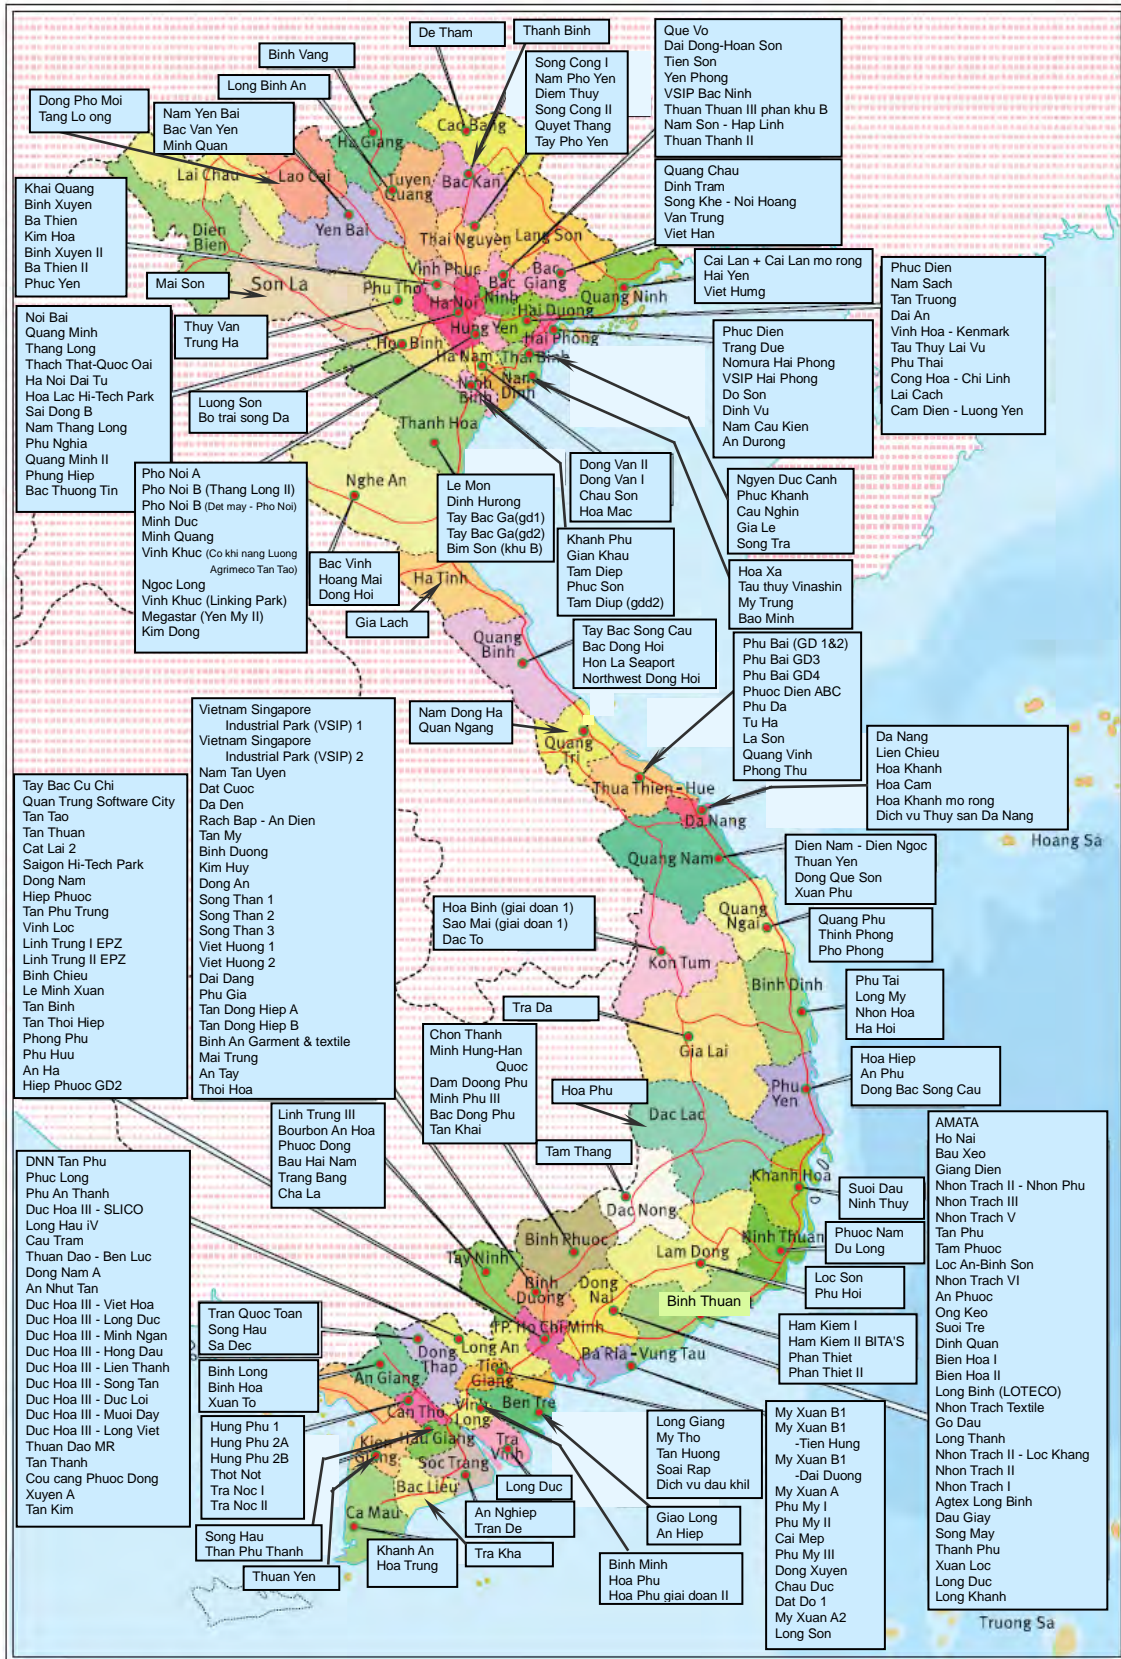 De Tham
Thanh Binh
Binh Vang
Long Binh An
Dong Pho Moi
Tang Lo ong
Nam Yen Bai
Bac Van Yen
Minh Quan
Song Cong I
Nam Pho Yen
Diem Thuy
Song Cong II
Quyet Thang
Tay Pho Yen
Que Vo
Dai Dong-Hoan Son
Tien Son
Yen Phong
VSIP Bac Ninh
Thuan Thuan III phan khu B
Nam Son - Hap Linh
Thuan Thanh II
Quang Chau
Dinh Tram
Song Khe - Noi Hoang
Van Trung
Viet Han
Khai Quang
Binh Xuyen
Ba Thien
Kim Hoa
Binh Xuyen II
Ba Thien II
Phuc Yen
Mai Son
Thuy Van
Trung Ha
Cai Lan + Cai Lan mo rong
Hai Yen
Viet Humg
Phuc Dien
Nam Sach
Tan Truong
Dai An
Vinh Hoa - Kenmark
Tau Thuy Lai Vu
Phu Thai
Cong Hoa - Chi Linh
Lai Cach
Cam Dien - Luong Yen
Noi Bai
Quang Minh
Thang Long
Thach That-Quoc Oai
Ha Noi Dai Tu
Hoa Lac Hi-Tech Park
Sai Dong B
Nam Thang Long
Phu Nghia
Quang Minh II
Phung Hiep
Bac Thuong Tin
Luong Son
Bo trai song Da
Phuc Dien
Trang Due
Nomura Hai Phong
VSIP Hai Phong
Do Son
Dinh Vu
Nam Cau Kien
An Durong
Pho Noi A
Pho Noi B (Thang Long II)
Pho Noi B (Det may - Pho Noi)
Minh Duc
Minh Quang
Vinh Khuc (Co khi nang Luong
Agrimeco Tan Tao)
Ngoc Long
Vinh Khuc (Linking Park)
Megastar (Yen My II)
Kim Dong
Bac Vinh
Hoang Mai
Dong Hoi
Gia Lach
Le Mon
Dinh Hurong
Tay Bac Ga(gd1)
Tay Bac Ga(gd2)
Bim Son (khu B)
Dong Van II
Dong Van I
Chau Son
Hoa Mac
Khanh Phu
Gian Khau
Tam Diep
Phuc Son
Tam Diup (gdd2)
Ngyen Duc Canh
Phuc Khanh
Cau Nghin
Gia Le
Song Tra
Hoa Xa
Tau thuy Vinashin
My Trung
Bao Minh
Tay Bac Song Cau
Bac Dong Hoi
Hon La Seaport
Northwest Dong Hoi
Phu Bai (GD 1&2)
Phu Bai GD3
Phu Bai GD4
Phuoc Dien ABC
Phu Da
Tu Ha
La Son
Quang Vinh
Phong Thu
Nam Dong Ha
Quan Ngang
Da Nang
Lien Chieu
Hoa Khanh
Hoa Cam
Hoa Khanh mo rong
Dich vu Thuy san Da Nang
Vietnam Singapore
Industrial Park (VSIP) 1
Vietnam Singapore
Industrial Park (VSIP) 2
Nam Tan Uyen
Dat Cuoc
Da Den
Rach Bap - An Dien
Tan My
Binh Duong
Kim Huy
Dong An
Song Than 1
Song Than 2
Song Than 3
Viet Huong 1
Viet Huong 2
Dai Dang
Phu Gia
Tan Dong Hiep A
Tan Dong Hiep B
Binh An Garment & textile
Mai Trung
An Tay
Thoi Hoa
Tay Bac Cu Chi
Quan Trung Software City
Tan Tao
Tan Thuan
Cat Lai 2
Saigon Hi-Tech Park
Dong Nam
Hiep Phuoc
Tan Phu Trung
Vinh Loc
Linh Trung I EPZ
Linh Trung II EPZ
Binh Chieu
Le Minh Xuan
Tan Binh
Tan Thoi Hiep
Phong Phu
Phu Huu
An Ha
Hiep Phuoc GD2
Dien Nam - Dien Ngoc
Thuan Yen
Dong Que Son
Xuan Phu
Quang Phu
Thinh Phong
Pho Phong
Hoa Binh (giai doan 1)
Sao Mai (giai doan 1)
Dac To
Phu Tai
Long My
Nhon Hoa
Ha Hoi
Tra Da
Hoa Hiep
An Phu
Dong Bac Song Cau
Chon Thanh
Minh Hung-Han
Quoc
Dam Doong Phu
Minh Phu III
Bac Dong Phu
Tan Khai
Hoa Phu
Tam Thang
Linh Trung III
Bourbon An Hoa
Phuoc Dong
Bau Hai Nam
Trang Bang
Cha La
Suoi Dau
Ninh Thuy
Phuoc Nam
Du Long
Loc Son
Phu Hoi
Ham Kiem I
Ham Kiem II BITA'S
Phan Thiet
Phan Thiet II
AMATA
Ho Nai
Bau Xeo
Giang Dien
Nhon Trach II - Nhon Phu
Nhon Trach III
Nhon Trach V
Tan Phu
Tam Phuoc
Loc An-Binh Son
Nhon Trach VI
An Phuoc
Ong Keo
Suoi Tre
Dinh Quan
Bien Hoa I
Bien Hoa II
Long Binh (LOTECO)
Nhon Trach Textile
Go Dau
Long Thanh
Nhon Trach II - Loc Khang
Nhon Trach II
Nhon Trach I
Agtex Long Binh
Dau Giay
Song May
Thanh Phu
Xuan Loc
Long Duc
Long Khanh
DNN Tan Phu
Phuc Long
Phu An Thanh
Duc Hoa III - SLICO
Long Hau iV
Cau Tram
Thuan Dao - Ben Luc
Dong Nam A
An Nhut Tan
Duc Hoa III - Viet Hoa
Duc Hoa III - Long Duc
Duc Hoa III - Minh Ngan
Duc Hoa III - Hong Dau
Duc Hoa III - Lien Thanh
Duc Hoa III - Song Tan
Duc Hoa III - Duc Loi
Duc Hoa III - Muoi Day
Duc Hoa III - Long Viet
Thuan Dao MR
Tan Thanh
Cou cang Phuoc Dong
Xuyen A
Tan Kim
Tran Quoc Toan
Song Hau
Sa Dec
Binh Long
Binh Hoa
Xuan To
Hung Phu 1
Hung Phu 2A
Hung Phu 2B
Thot Not
Tra Noc I
Tra Noc II
Song Hau
Than Phu Thanh
Thuan Yen
Khanh An
Hoa Trung
Tra Kha
An Nghiep
Tran De
Long Duc
Long Giang
My Tho
Tan Huong
Soai Rap
Dich vu dau khil
Giao Long
An Hiep
Binh Minh
Hoa Phu
Hoa Phu giai doan II
My Xuan B1
My Xuan B1
-Tien Hung
My Xuan B1
-Dai Duong
My Xuan A
Phu My I
Phu My II
Cai Mep
Phu My III
Dong Xuyen
Chau Duc
Dat Do 1
My Xuan A2
Long Son
Lai Chau
Lao Cai
Ha Giang
Cao Bang
Tuyen
Quang
Bac Kan
Dien
Bien
Yen Bai
Thai Nguyen
Lang Son
Son La
Phu Tho
Vinh Phuc
Ha Noi
Bac
Ninh
Bac
Giang
Quang Ninh
Hai Duong
Hung Yen
Hai Phong
Hoa Binh
Ha Nam
Thai Binh
Nam
Dinh
Ninh
Binh
Thanh Hoa
Nghe An
Ha Tinh
Quang
Binh
Quang
Tri
Thua Thien - Hue
Da Nang
Quang Nam
Hoang Sa
Quang
Ngai
Kon Tum
Binh Dinh
Gia Lai
Phu
Yen
Dac Lac
Khanh Hoa
Dac Nong
Binh Phuoc
Lam Dong
Ninh Thuan
Tay Ninh
Binh
Duong
Dong
Nai
Binh Thuan
TP. Ho Chi Minh
Ba Ria - Vung Tau
Long An
Dong
Thap
Tien
Giang
An Giang
Ben Tre
Can Tho
Vinh
Long
Hau Giang
Tra
Vinh
Kien
Giang
Soc Trang
Bac Lieu
Ca Mau
Truong Sa